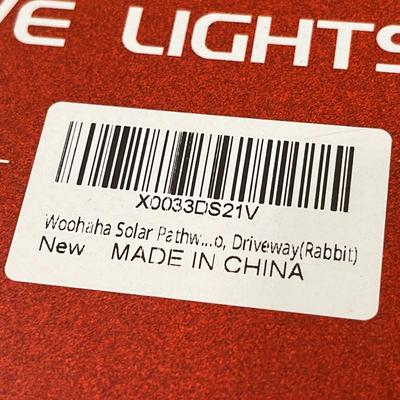 VE LIGHTS
X0033DS21V
Woohaha Solar Pathw...o, Driveway(Rabbit)
New MADE IN CHINA